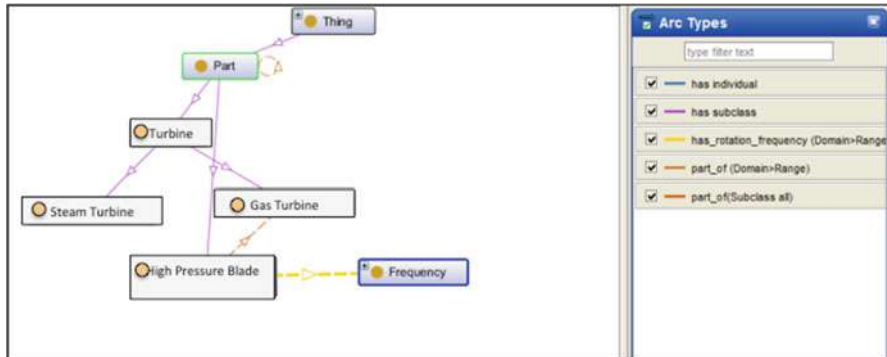 Thing
Part
Turbine
Steam Turbine
Gas Turbine
High Pressure Blade
Frequency
Arc Types
type filter text
has individual
has subclass
has_rotation_frequency (Domain>Range
part_of (Domain>Range)
part_of(Subclass all)